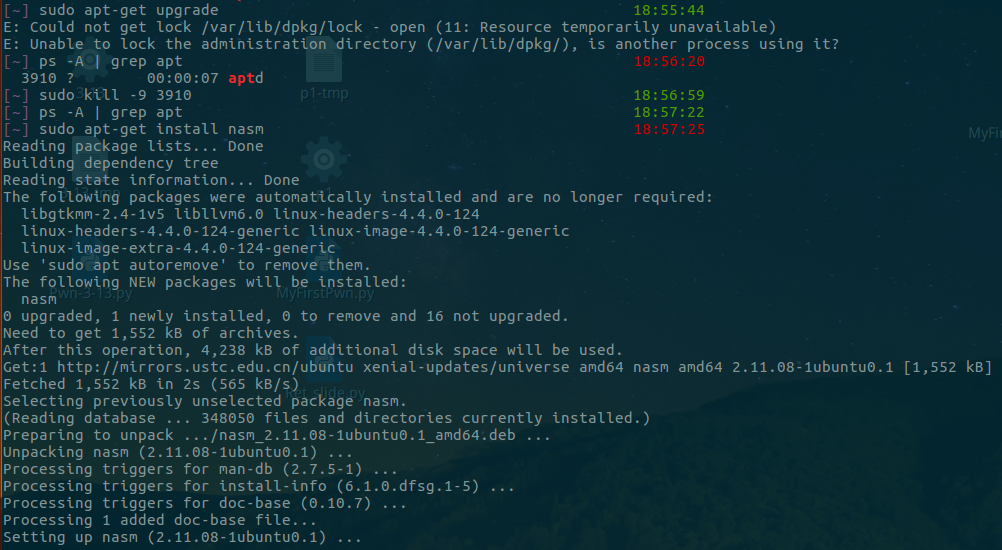 [~] sudo apt-get upgrade 18:55:44
E: Could not get lock /var/lib/dpkg/lock - open (11: Resource temporarily unavailable)
E: Unable to lock the administration directory (/var/lib/dpkg/), is another process using it?
[~] ps -A | grep apt 18:56:20
3910 ? 00:00:07 aptd
[~] sudo kill -9 3910 18:56:59
[~] ps -A | grep apt 18:57:22
[~] sudo apt-get install nasm 18:57:25
Reading package lists... Done
Building dependency tree
Reading state information... Done
The following packages were automatically installed and are no longer required:
libgtkmm-2.4-1v5 libllvm6.0 linux-headers-4.4.0-124
linux-headers-4.4.0-124-generic linux-image-4.4.0-124-generic
linux-image-extra-4.4.0-124-generic
Use 'sudo apt autoremove' to remove them.
The following NEW packages will be installed:
nasm
0 upgraded, 1 newly installed, 0 to remove and 16 not upgraded.
Need to get 1,552 kB of archives.
After this operation, 4,238 kB of additional disk space will be used.
Get:1 http://mirrors.ustc.edu.cn/ubuntu xenial-updates/universe amd64 nasm amd64 2.11.08-1ubuntu0.1 [1,552 kB]
Fetched 1,552 kB in 2s (565 kB/s)
Selecting previously unselected package nasm.
(Reading database ... 348050 files and directories currently installed.)
Preparing to unpack .../nasm_2.11.08-1ubuntu0.1_amd64.deb ...
Unpacking nasm (2.11.08-1ubuntu0.1) ...
Processing triggers for man-db (2.7.5-1) ...
Processing triggers for install-info (6.1.0.dfsg.1-5) ...
Processing triggers for doc-base (0.10.7) ...
Processing 1 added doc-base file...
Setting up nasm (2.11.08-1ubuntu0.1) ...
p1-tmp
Pwn-3-13.py
MyFirstPwn.py